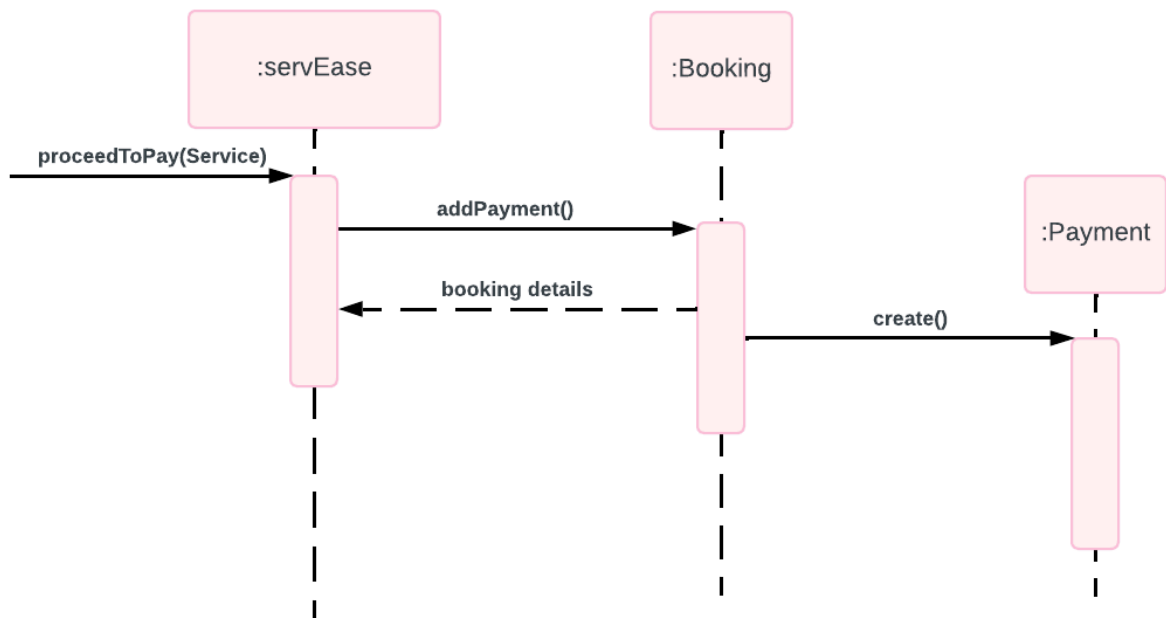 :servEase
:Booking
proceedToPay(Service)
addPayment()
:Payment
booking details
create()